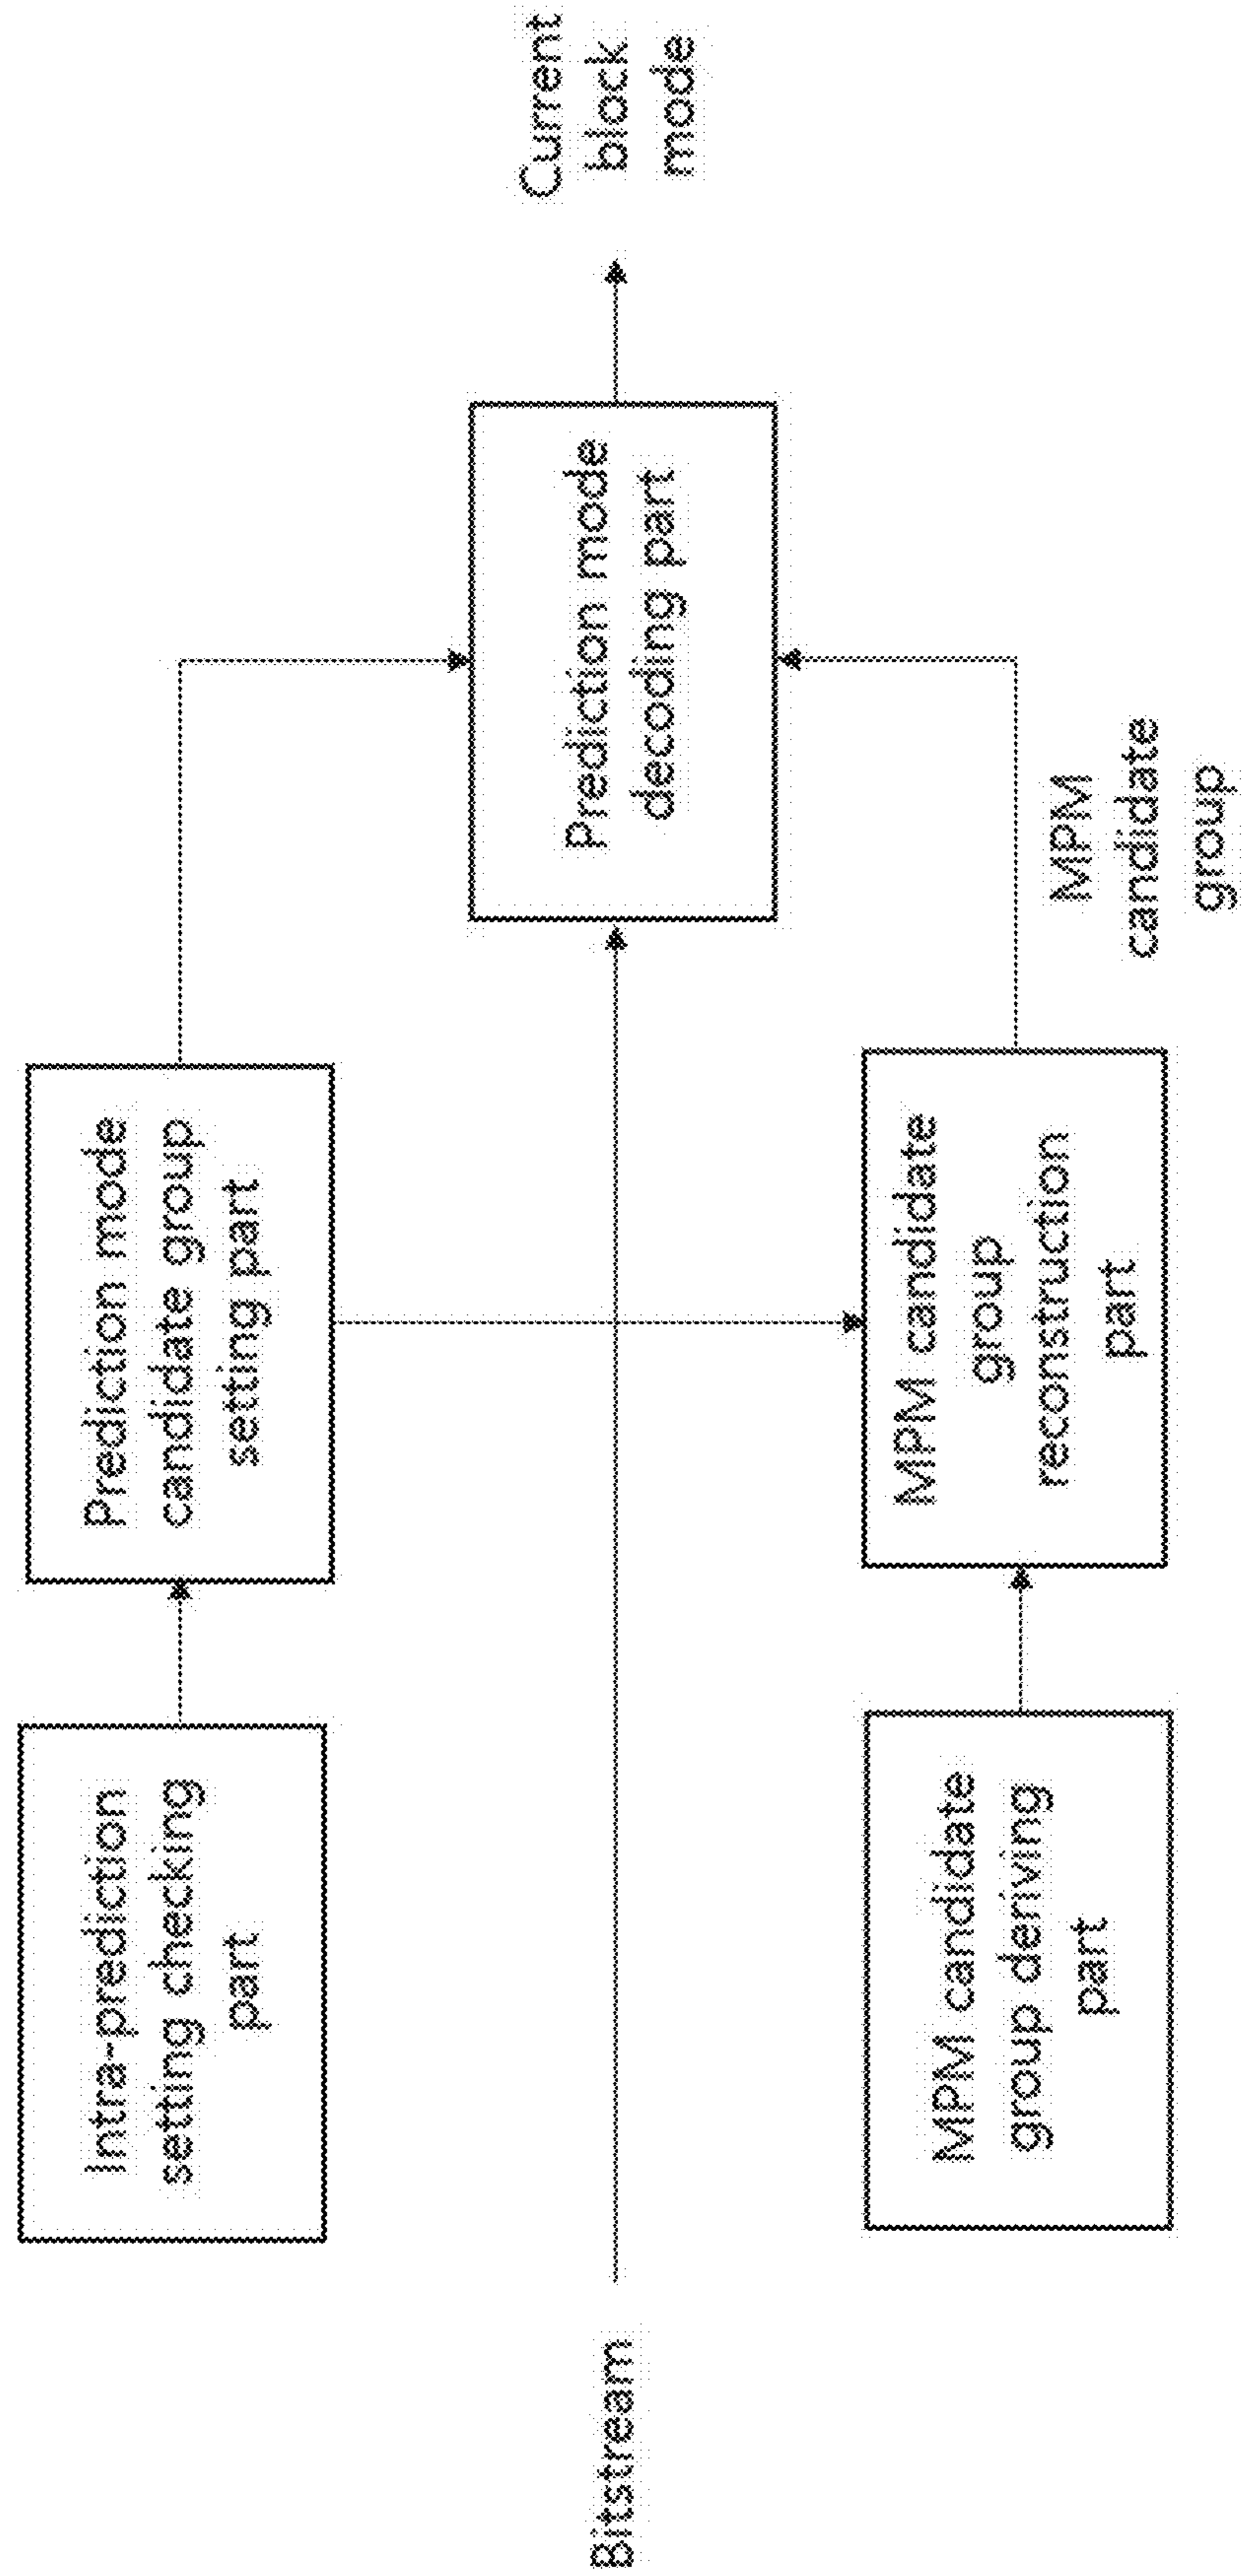 Intra-prediction
setting checking
part
Prediction mode
candidate group
setting part
Bitstream
Prediction mode
decoding part
Current
block
mode
MPM candidate
group deriving
part
MPM candidate
group
reconstruction
part
MPM
candidate
group